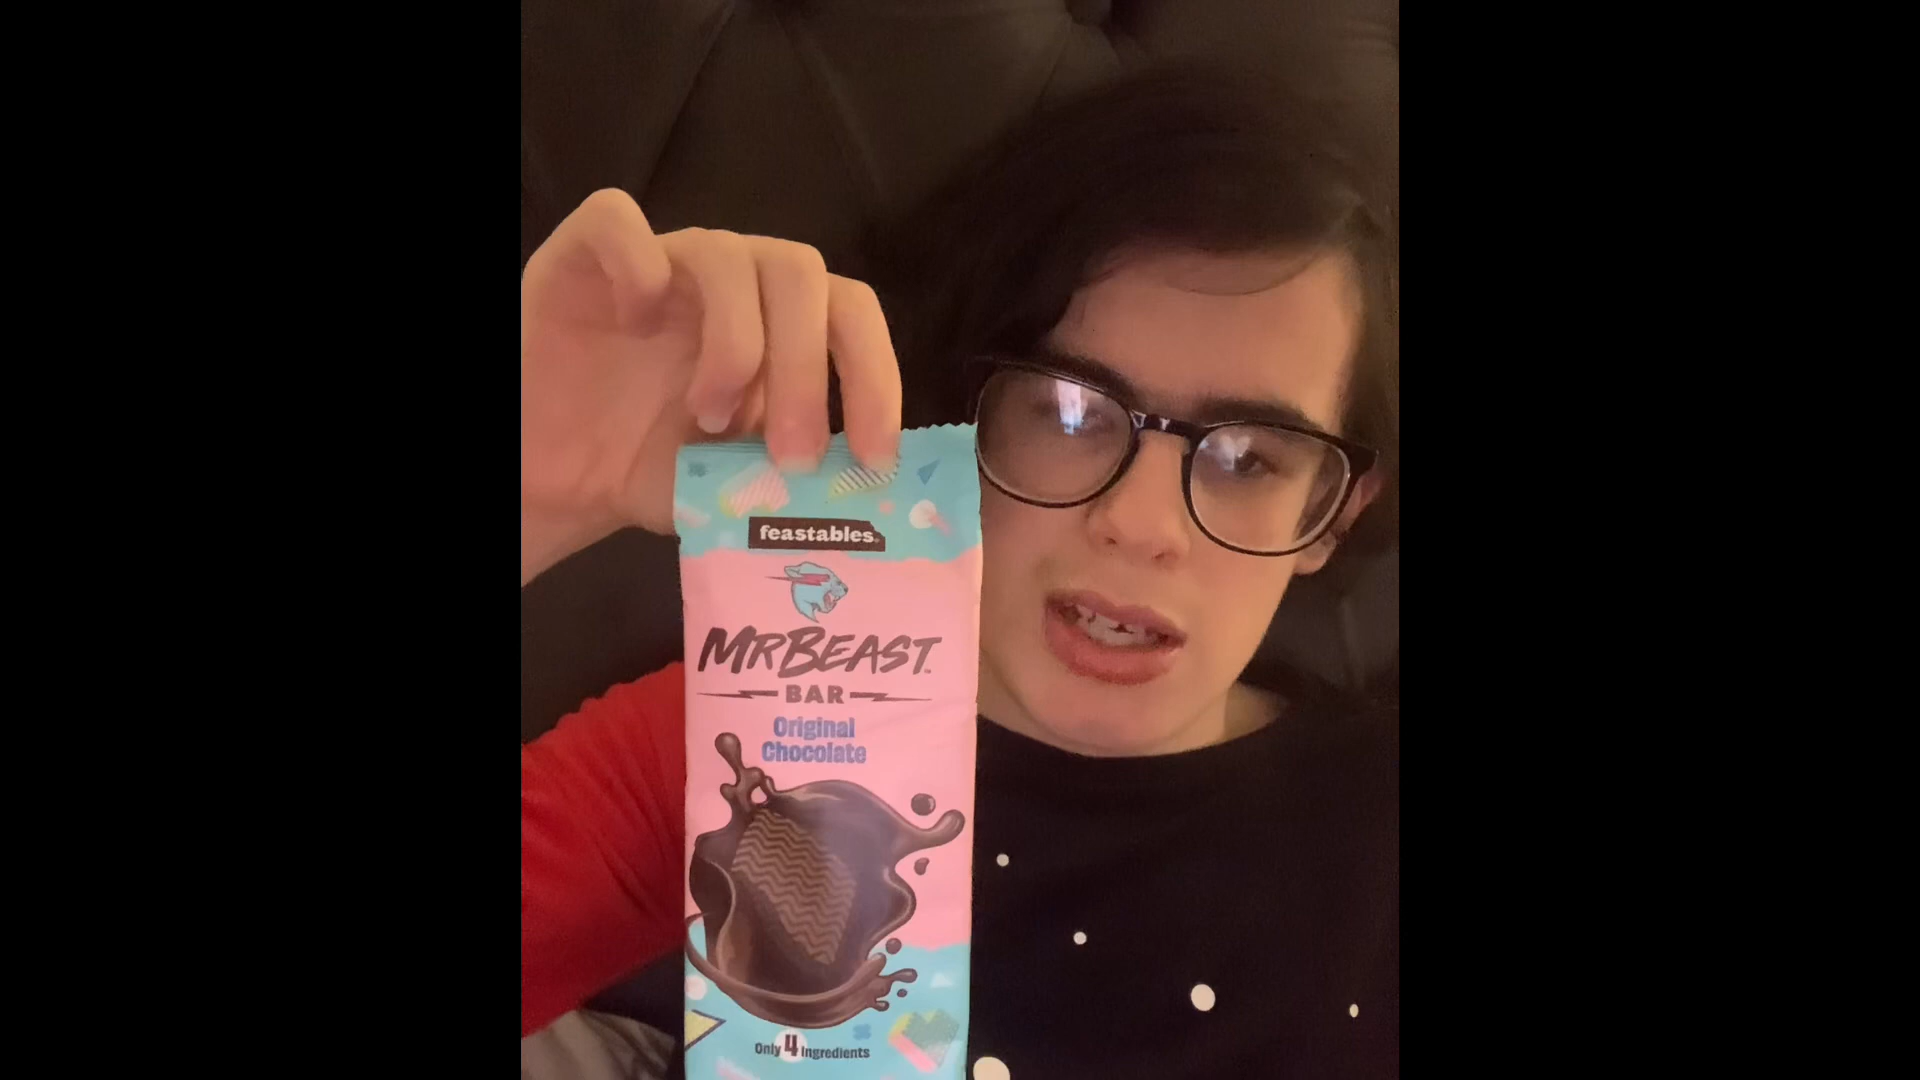 feastables
MRBEAST
BAR
Original
Chocolate
Only 4 Ingredients